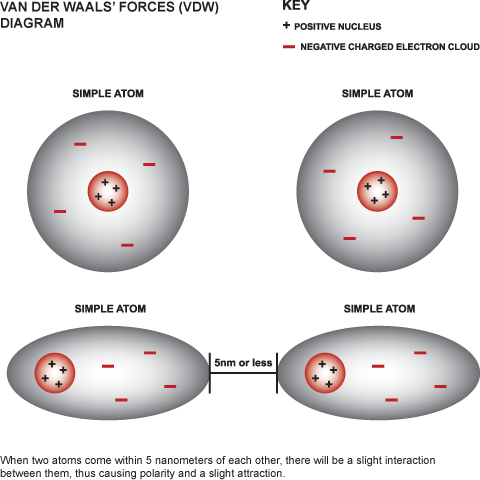 VAN DER WAALS' FORCES (VDW)
DIAGRAM
KEY
+ POSITIVE NUCLEUS
− NEGATIVE CHARGED ELECTRON CLOUD
SIMPLE ATOM
SIMPLE ATOM
SIMPLE ATOM
SIMPLE ATOM
5nm or less
When two atoms come within 5 nanometers of each other, there will be a slight interaction
between them, thus causing polarity and a slight attraction.